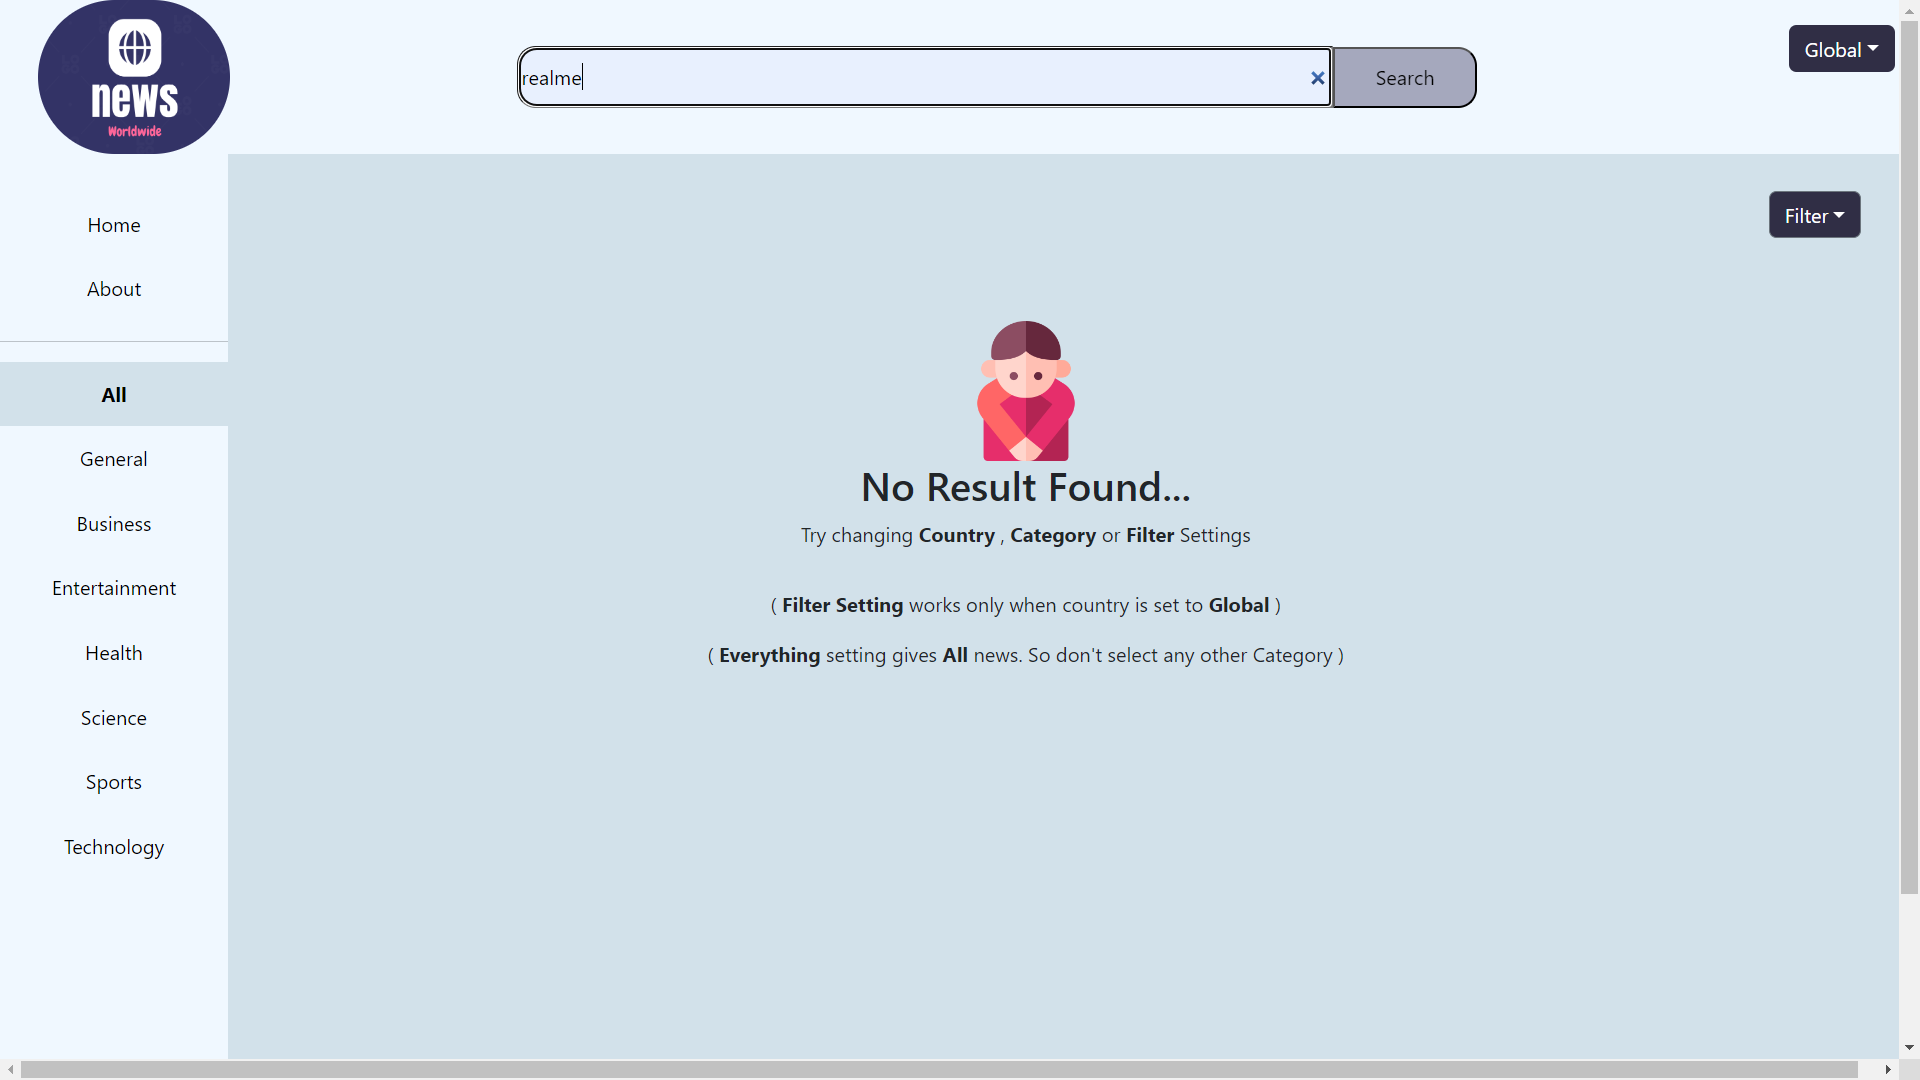 news
Worldwide
realme
Search
Global
Filter
Home
About
All
General
Business
Entertainment
Health
Science
Sports
Technology
No Result Found...
Try changing Country , Category or Filter Settings
( Filter Setting works only when country is set to Global )
( Everything setting gives All news. So don't select any other Category )